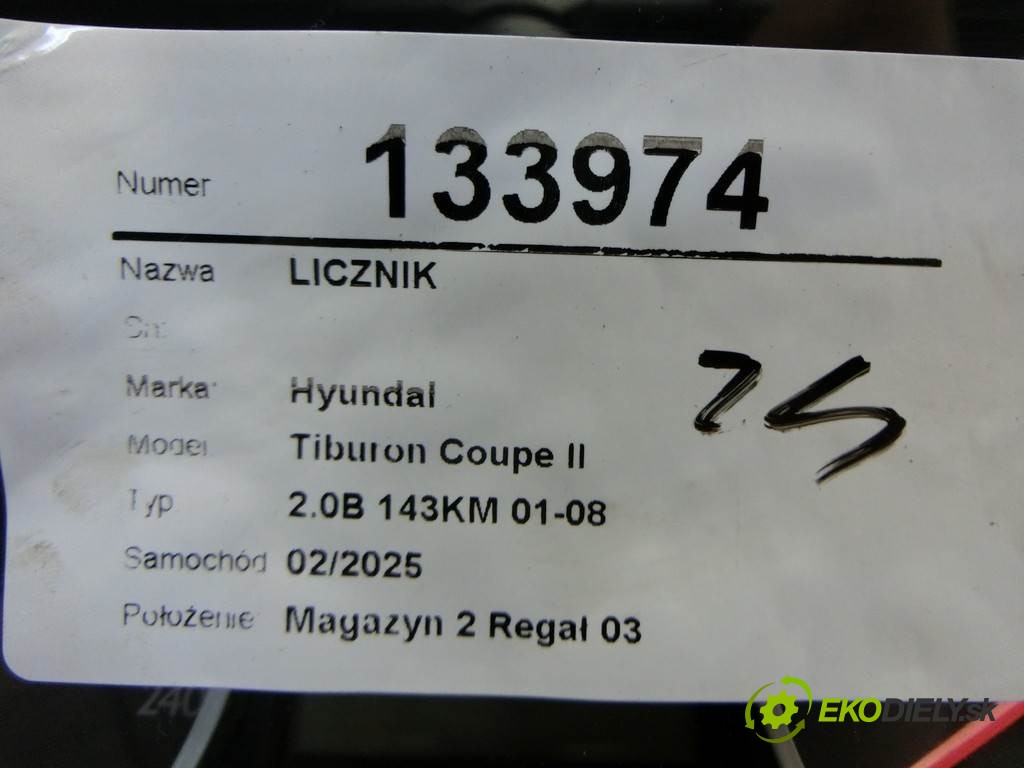 Numer 133974
Nazwa LICZNIK
Sn:
Marka: Hyundai
Model Tiburon Coupe II
Typ 2.0B 143KM 01-08
Samochód 02/2025
Położenie Magazyn 2 Regał 03
240
EKODIELY.sk